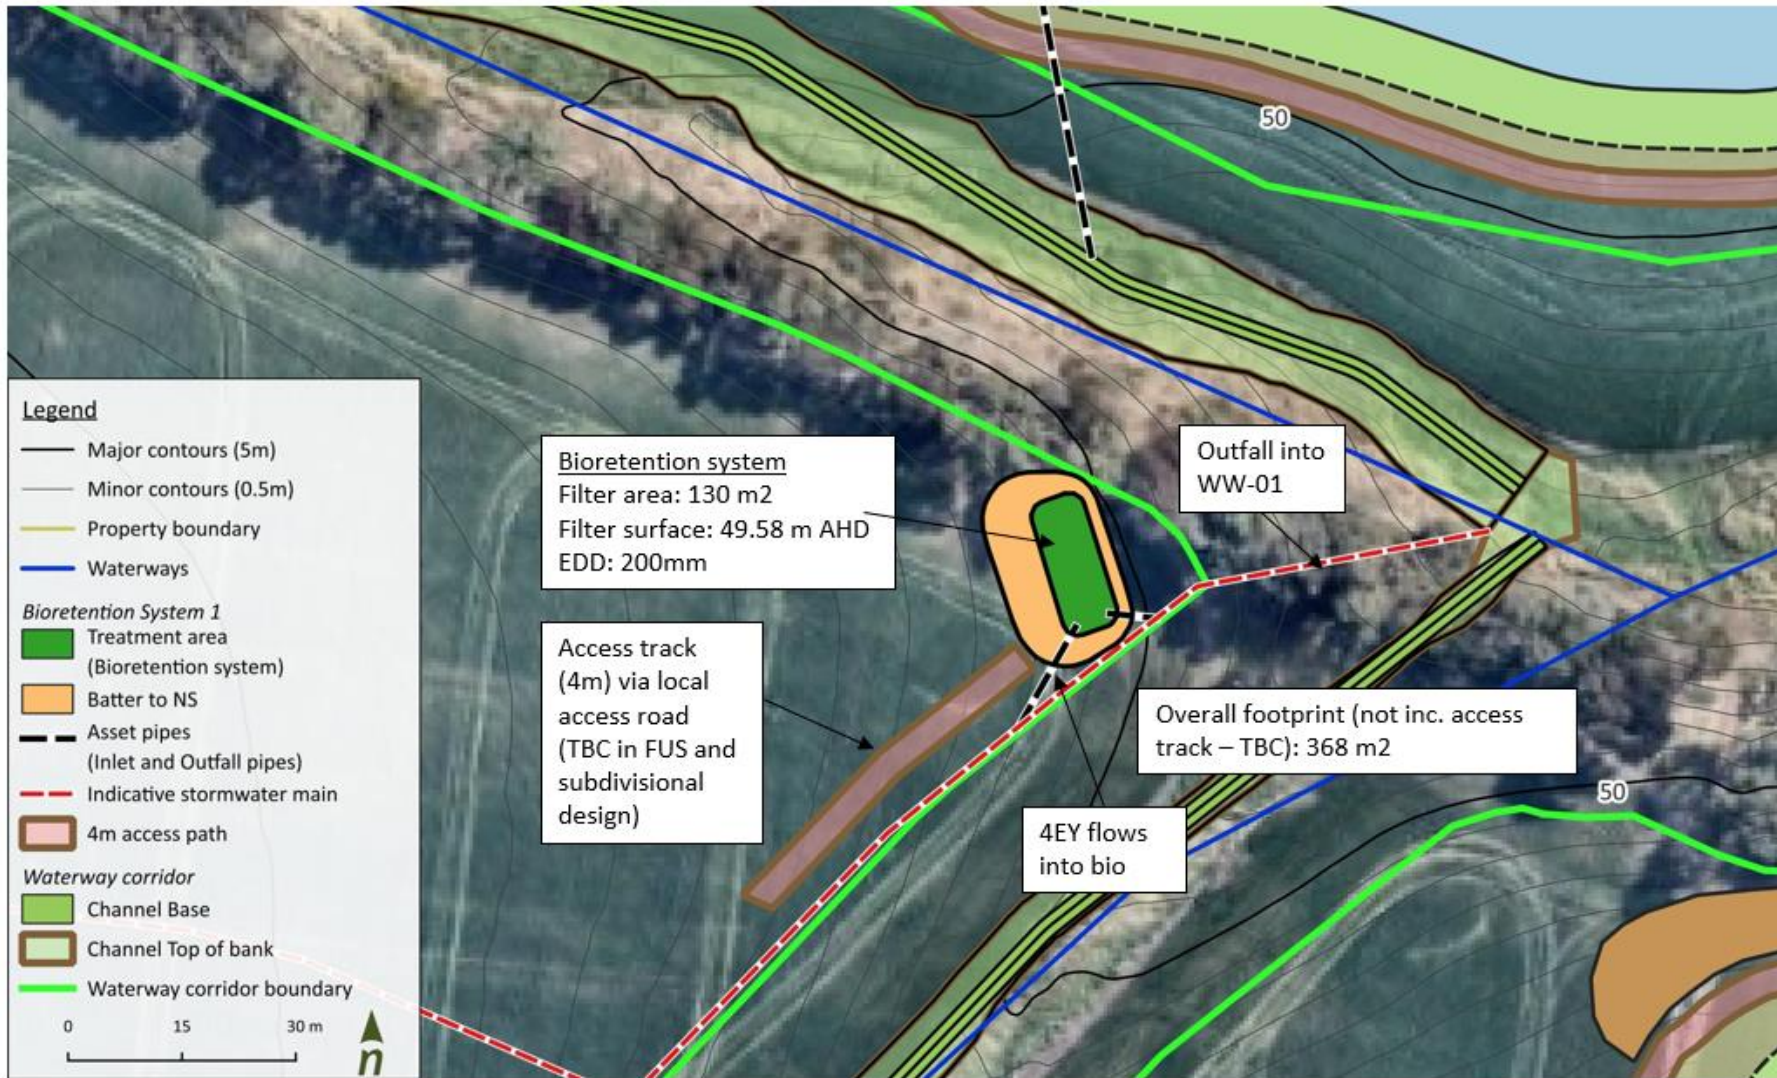 50
Legend
Major contours (5m)
Minor contours (0.5m)
Property boundary
Waterways
Bioretention System 1
Treatment area
(Bioretention system)
Batter to NS
Asset pipes
(Inlet and Outfall pipes)
Indicative stormwater main
4m access path
Waterway corridor
Channel Base
Channel Top of bank
Waterway corridor boundary
0 15 30 m
n
Bioretention system
Filter area: 130 m2
Filter surface: 49.58 m AHD
EDD: 200mm
Outfall into
WW-01
Access track
(4m) via local
access road
(TBC in FUS and
subdivisional
design)
Overall footprint (not inc. access
track – TBC): 368 m2
4EY flows
into bio
50